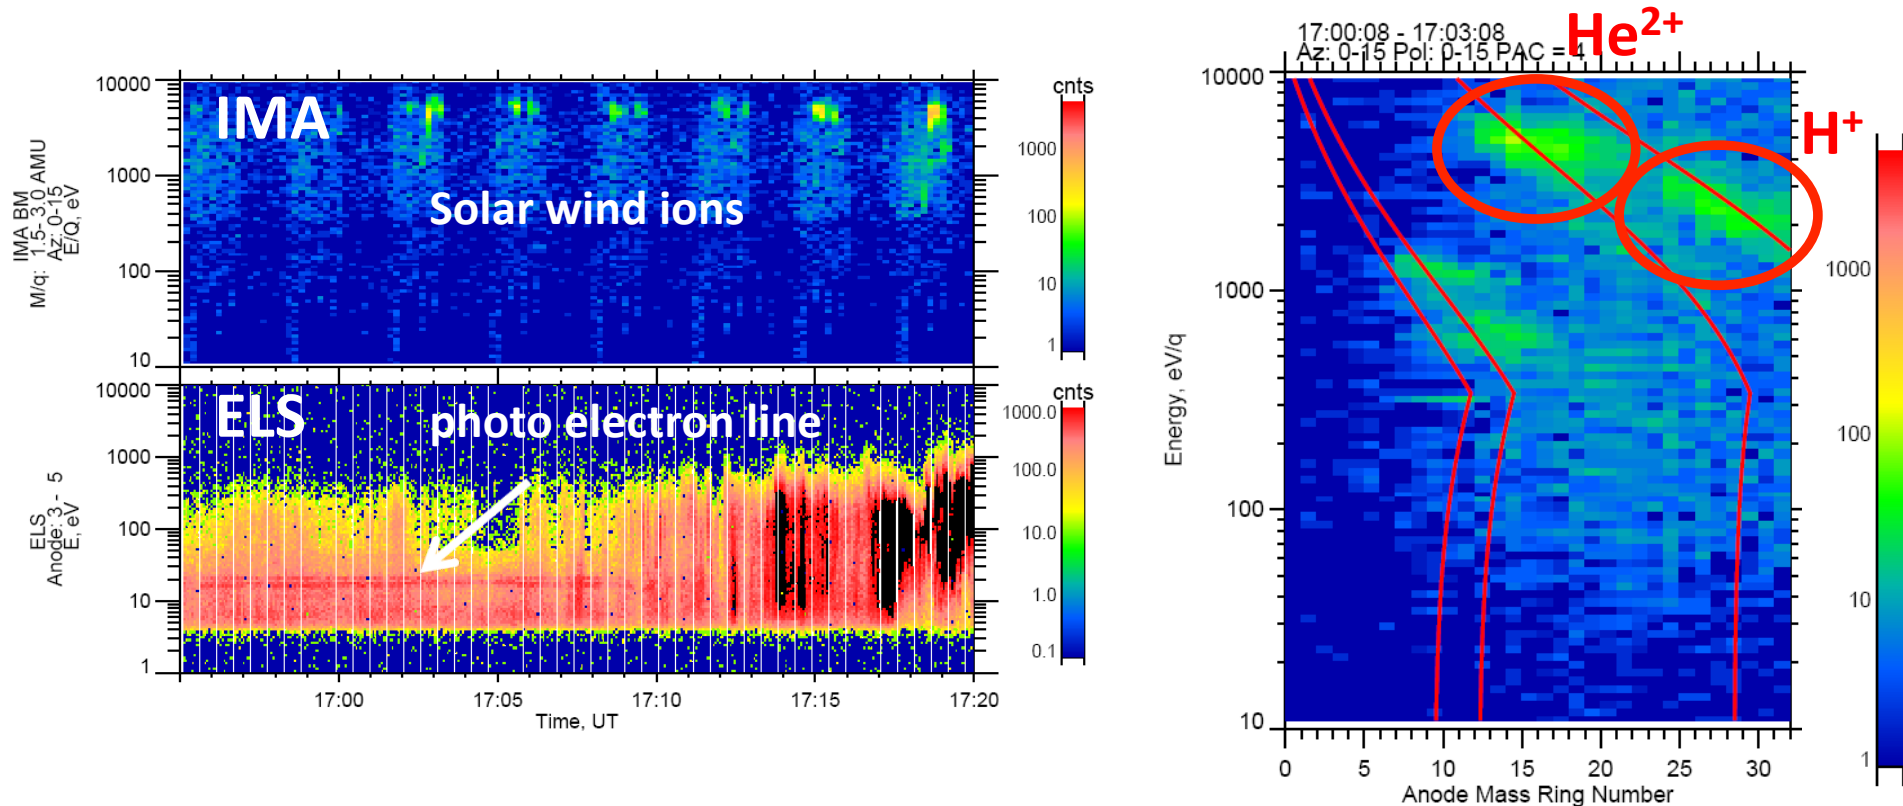 IMA
Solar wind ions
10000
1000
100
10
IMA BM
M/q: 1.5- 3.0 AMU
Az: 0-15
E/Q, eV
cnts
1000
100
10
1
ELS
photo electron line
10000
1000
100
10
1
ELS
Anode: 3 - 5
E, eV
cnts
1000.0
100.0
10.0
1.0
0.1
17:00 17:05 17:10 17:15 17:20
Time, UT
17:00:08 - 17:03:08
Az: 0-15 Pol: 0-15 PAC = 4
He2+
H+
10000
1000
100
10
Energy, eV/q
0 5 10 15 20 25 30
Anode Mass Ring Number
1000
100
10
1